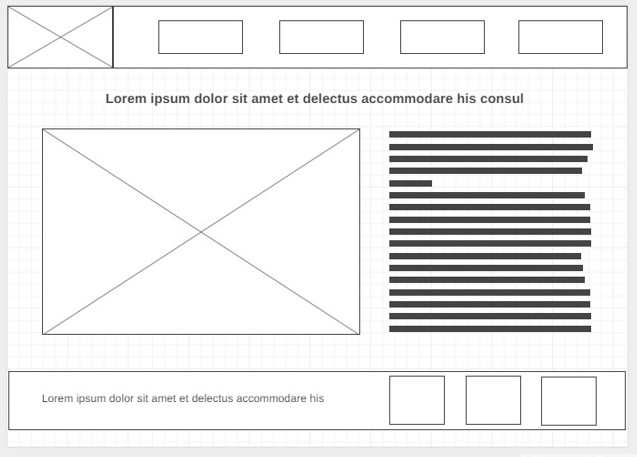 Lorem ipsum dolor sit amet et delectus accommodare his consul
Lorem ipsum dolor sit amet et delectus accommodare his